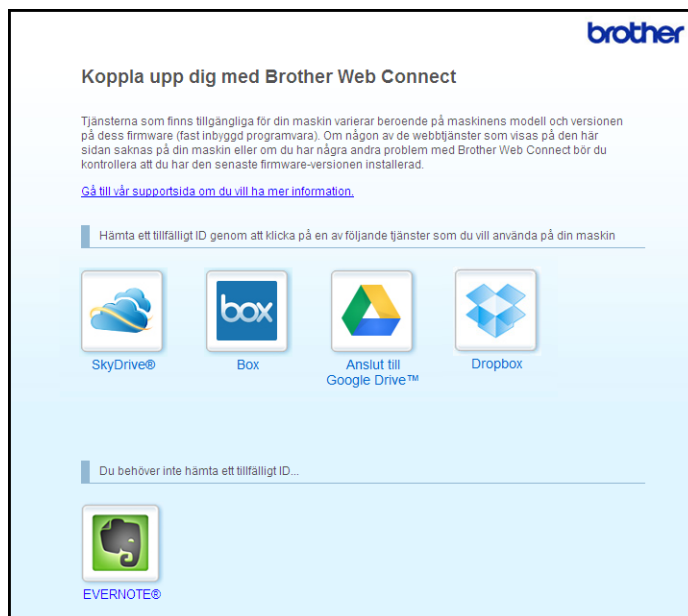 brother
Koppla upp dig med Brother Web Connect
Tjänsterna som finns tillgängliga för din maskin varierar beroende på maskinens modell och versionen
på dess firmware (fast inbyggd programvara). Om någon av de webbtjänster som visas på den här
sidan saknas på din maskin eller om du har några andra problem med Brother Web Connect bör du
kontrollera att du har den senaste firmware-versionen installerad.
Gå till vår supportsida om du vill ha mer information.
Hämta ett tillfälligt ID genom att klicka på en av följande tjänster som du vill använda på din maskin
box
SkyDrive®
Box
Anslut till
Google Drive™
Dropbox
Du behöver inte hämta ett tillfälligt ID...
EVERNOTE®